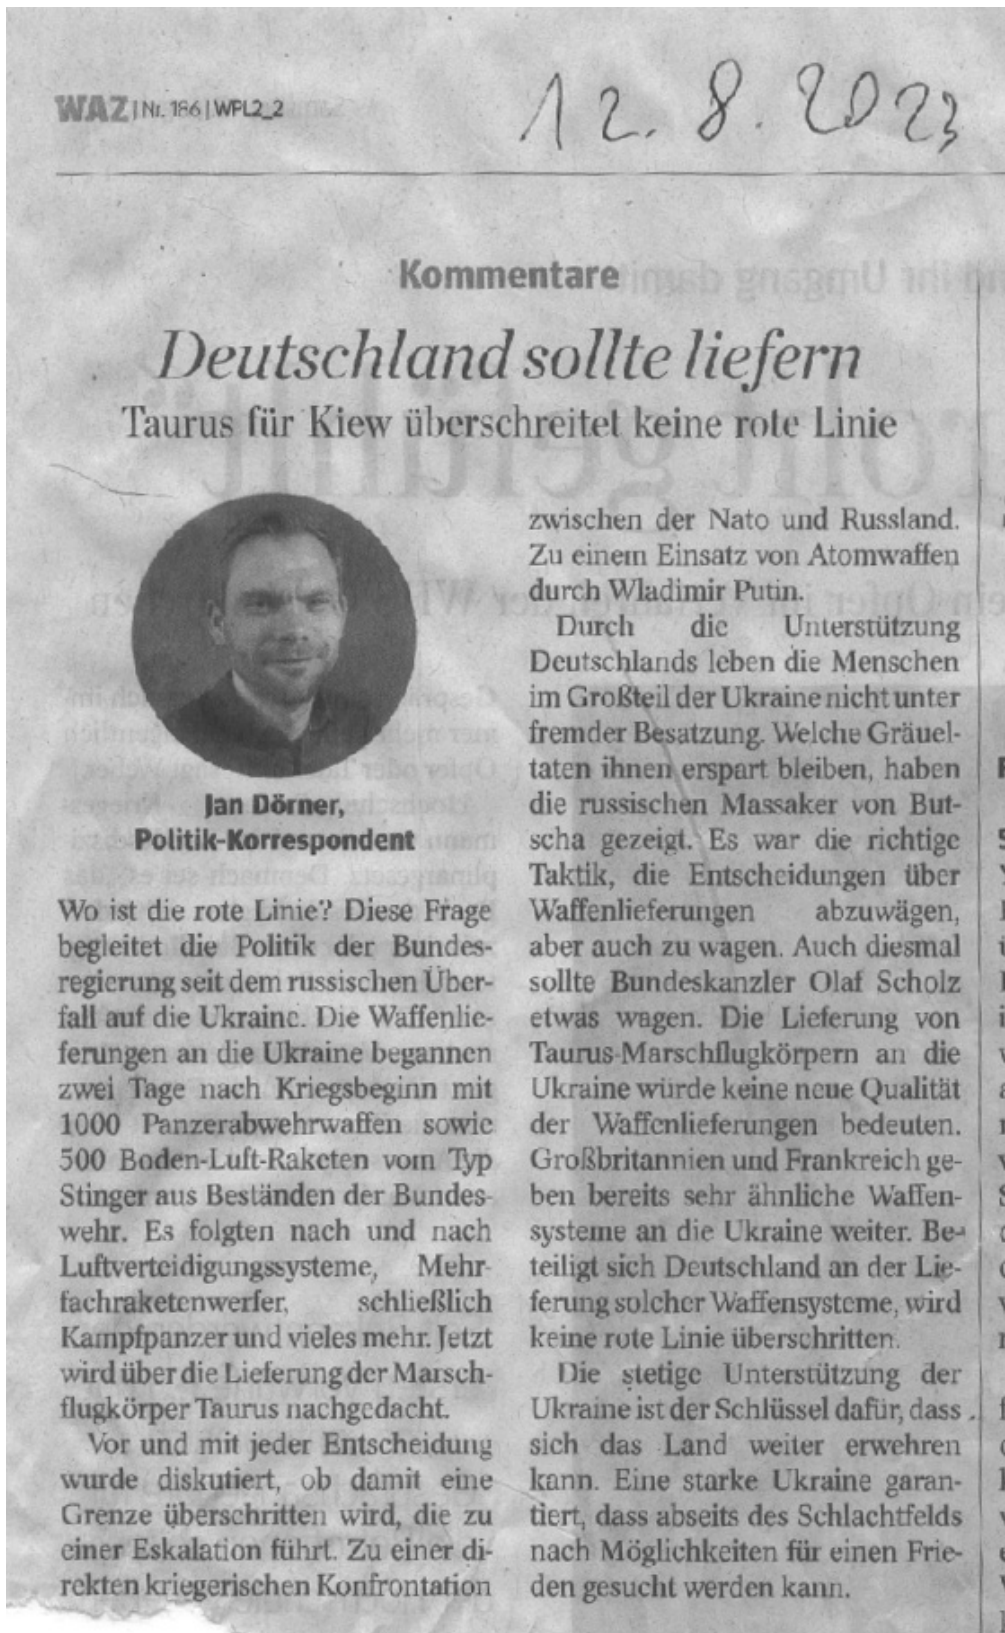 WAZ | Nr. 186 | WPL2_2
12.8.2023
Kommentare
Deutschland sollte liefern
Taurus für Kiew überschreitet keine rote Linie
Jan Dörner,
Politik-Korrespondent
Wo ist die rote Linie? Diese Frage
begleitet die Politik der Bundes-
regierung seit dem russischen Über-
fall auf die Ukraine. Die Waffenlie-
ferungen an die Ukraine begannen
zwei Tage nach Kriegsbeginn mit
1000 Panzerabwehrwaffen sowie
500 Boden-Luft-Raketen vom Typ
Stinger aus Beständen der Bundes-
wehr. Es folgten nach und nach
Luftverteidigungssysteme, Mehr-
fachraketenwerfer, schließlich
Kampfpanzer und vieles mehr. Jetzt
wird über die Lieferung der Marsch-
flugkörper Taurus nachgedacht.
Vor und mit jeder Entscheidung
wurde diskutiert, ob damit eine
Grenze überschritten wird, die zu
einer Eskalation führt. Zu einer di-
rekten kriegerischen Konfrontation
zwischen der Nato und Russland.
Zu einem Einsatz von Atomwaffen
durch Wladimir Putin.
Durch die Unterstützung
Deutschlands leben die Menschen
im Großteil der Ukraine nicht unter
fremder Besatzung. Welche Gräuel-
taten ihnen erspart bleiben, haben
die russischen Massaker von But-
scha gezeigt. Es war die richtige
Taktik, die Entscheidungen über
Waffenlieferungen abzuwägen,
aber auch zu wagen. Auch diesmal
sollte Bundeskanzler Olaf Scholz
etwas wagen. Die Lieferung von
Taurus-Marschflugkörpern an die
Ukraine würde keine neue Qualität
der Waffenlieferungen bedeuten.
Großbritannien und Frankreich ge-
ben bereits sehr ähnliche Waffen-
systeme an die Ukraine weiter. Be-
teiligt sich Deutschland an der Lie-
ferung solcher Waffensysteme, wird
keine rote Linie überschritten.
Die stetige Unterstützung der
Ukraine ist der Schlüssel dafür, dass
sich das Land weiter erwehren
kann. Eine starke Ukraine garan-
tiert, dass abseits des Schlachtfelds
nach Möglichkeiten für einen Frie-
den gesucht werden kann.